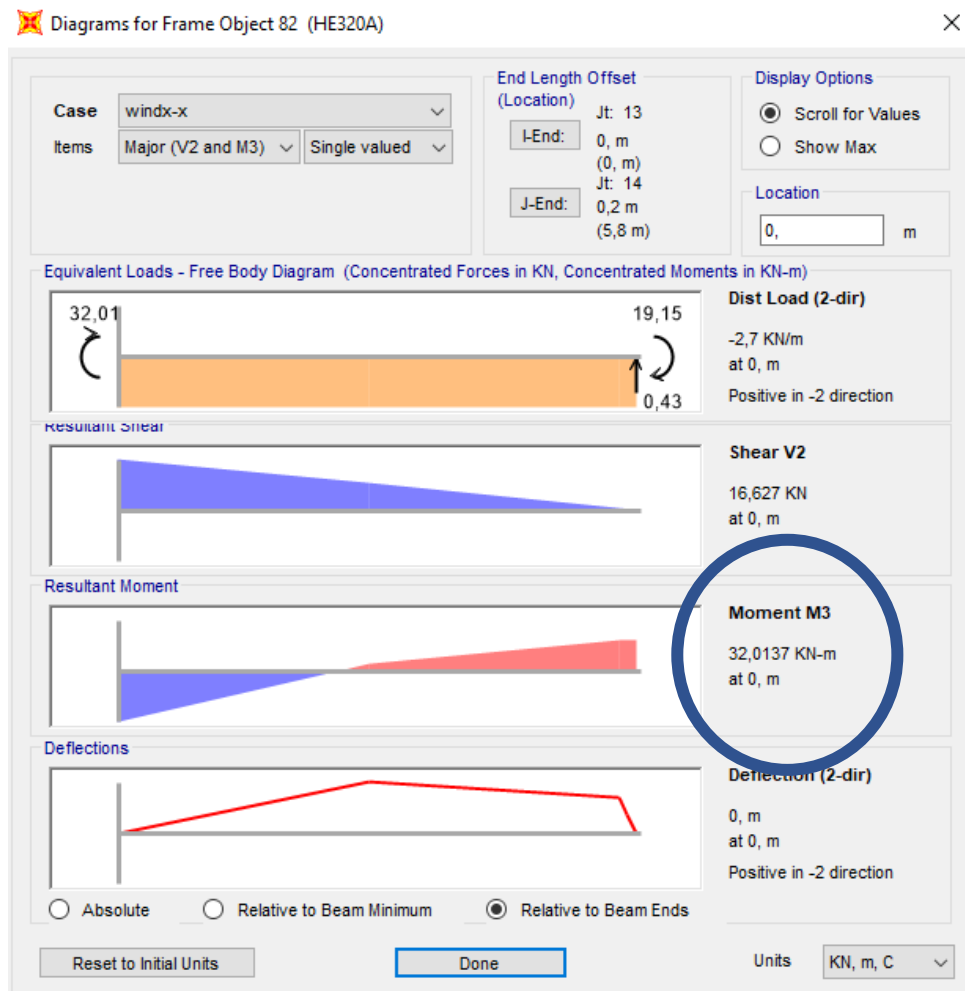 Diagrams for Frame Object 82 (HE320A)
Case windx-x
Items Major (V2 and M3) Single valued
End Length Offset
(Location)
Jt: 13
I-End: 0, m
(0, m)
Jt: 14
J-End: 0,2 m
(5,8 m)
Display Options
Scroll for Values
Show Max
Location
0, m
Equivalent Loads - Free Body Diagram (Concentrated Forces in KN, Concentrated Moments in KN-m)
32,01
19,15
0,43
Dist Load (2-dir)
-2,7 KN/m
at 0, m
Positive in -2 direction
Resultant Shear
Shear V2
16,627 KN
at 0, m
Resultant Moment
Moment M3
32,0137 KN-m
at 0, m
Deflections
Deflection (2-dir)
0, m
at 0, m
Positive in -2 direction
Absolute Relative to Beam Minimum Relative to Beam Ends
Reset to Initial Units Done Units KN, m, C